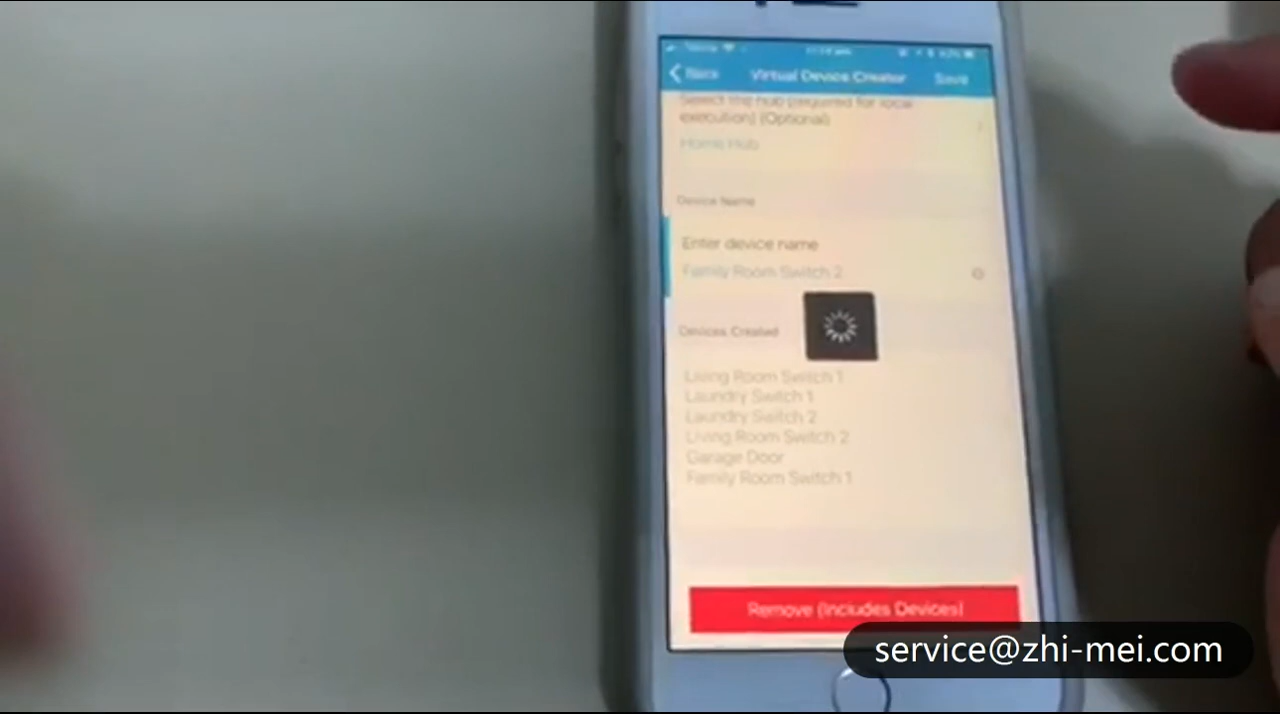 Back
Virtual Device Creator
Save
Select the hub (required for local
execution) (Optional)
Home Hub
Device Name
Enter device name
Family Room Switch 2
Devices Created
Living Room Switch 1
Laundry Switch 1
Laundry Switch 2
Living Room Switch 2
Garage Door
Family Room Switch 1
Remove (Includes Devices)
service@zhi-mei.com